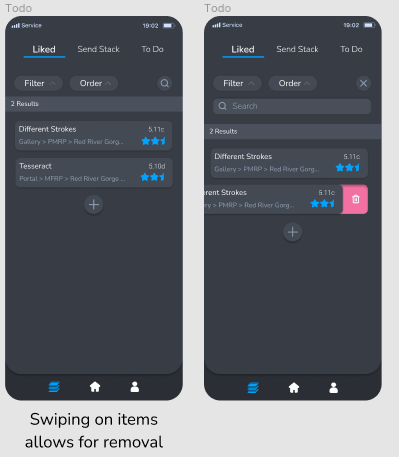 Todo
Service 19:02
Liked Send Stack To Do
Filter Order
2 Results
Different Strokes 5.11c
Gallery > PMRP > Red River Gorg...
Tesseract 5.10d
Portal > MFRP > Red River Gorge ...
Todo
Service 19:02
Liked Send Stack To Do
Filter Order
Search
2 Results
Different Strokes 5.11c
Gallery > PMRP > Red River Gorg...
erent Strokes 5.11c
ry > PMRP > Red River Gorg...
Swiping on items
allows for removal